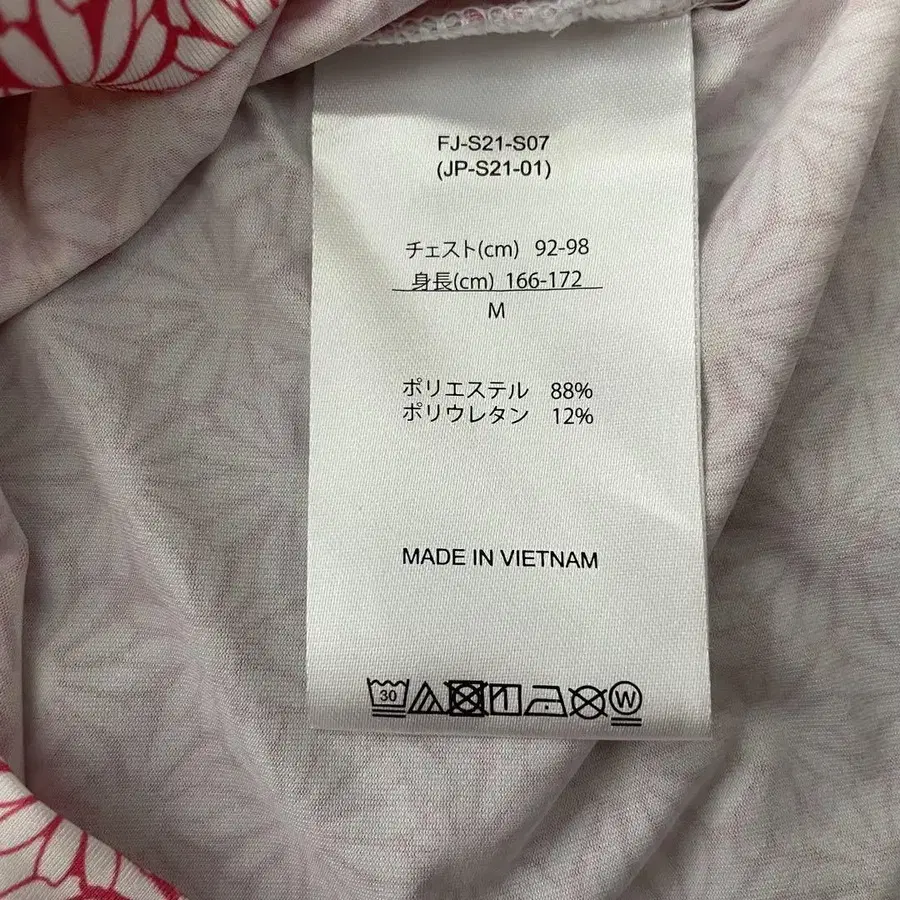 FJ-S21-S07
(JP-S21-01)
チェスト(cm) 92-98
身長(cm) 166-172
M
ポリエステル 88%
ポリウレタン 12%
MADE IN VIETNAM
30 W